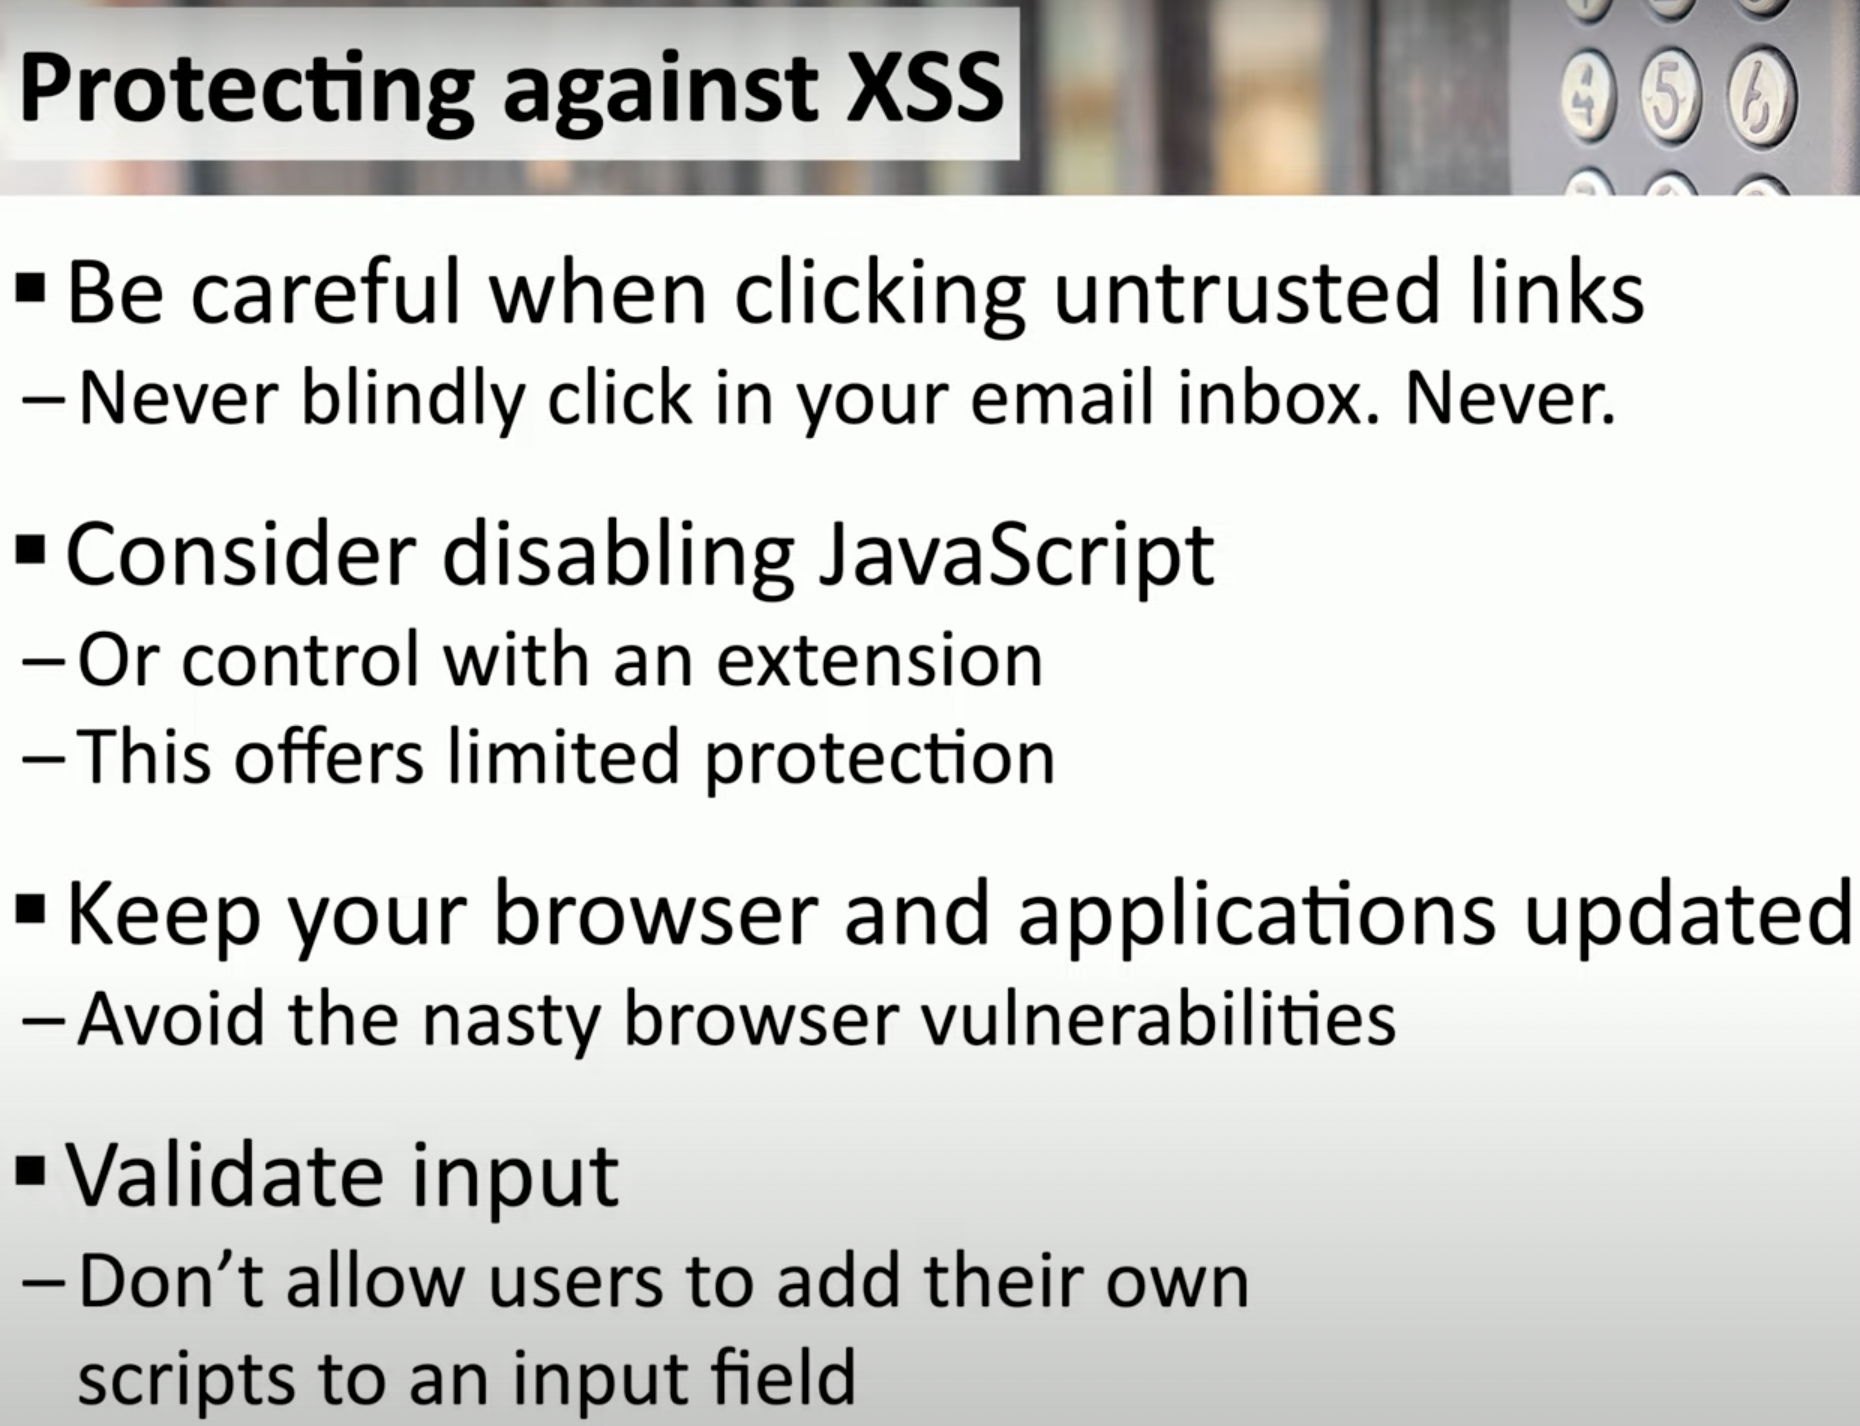 Protecting against XSS
4 5 6
▪ Be careful when clicking untrusted links
– Never blindly click in your email inbox. Never.
▪ Consider disabling JavaScript
– Or control with an extension
– This offers limited protection
▪ Keep your browser and applications updated
– Avoid the nasty browser vulnerabilities
▪ Validate input
– Don’t allow users to add their own
scripts to an input field